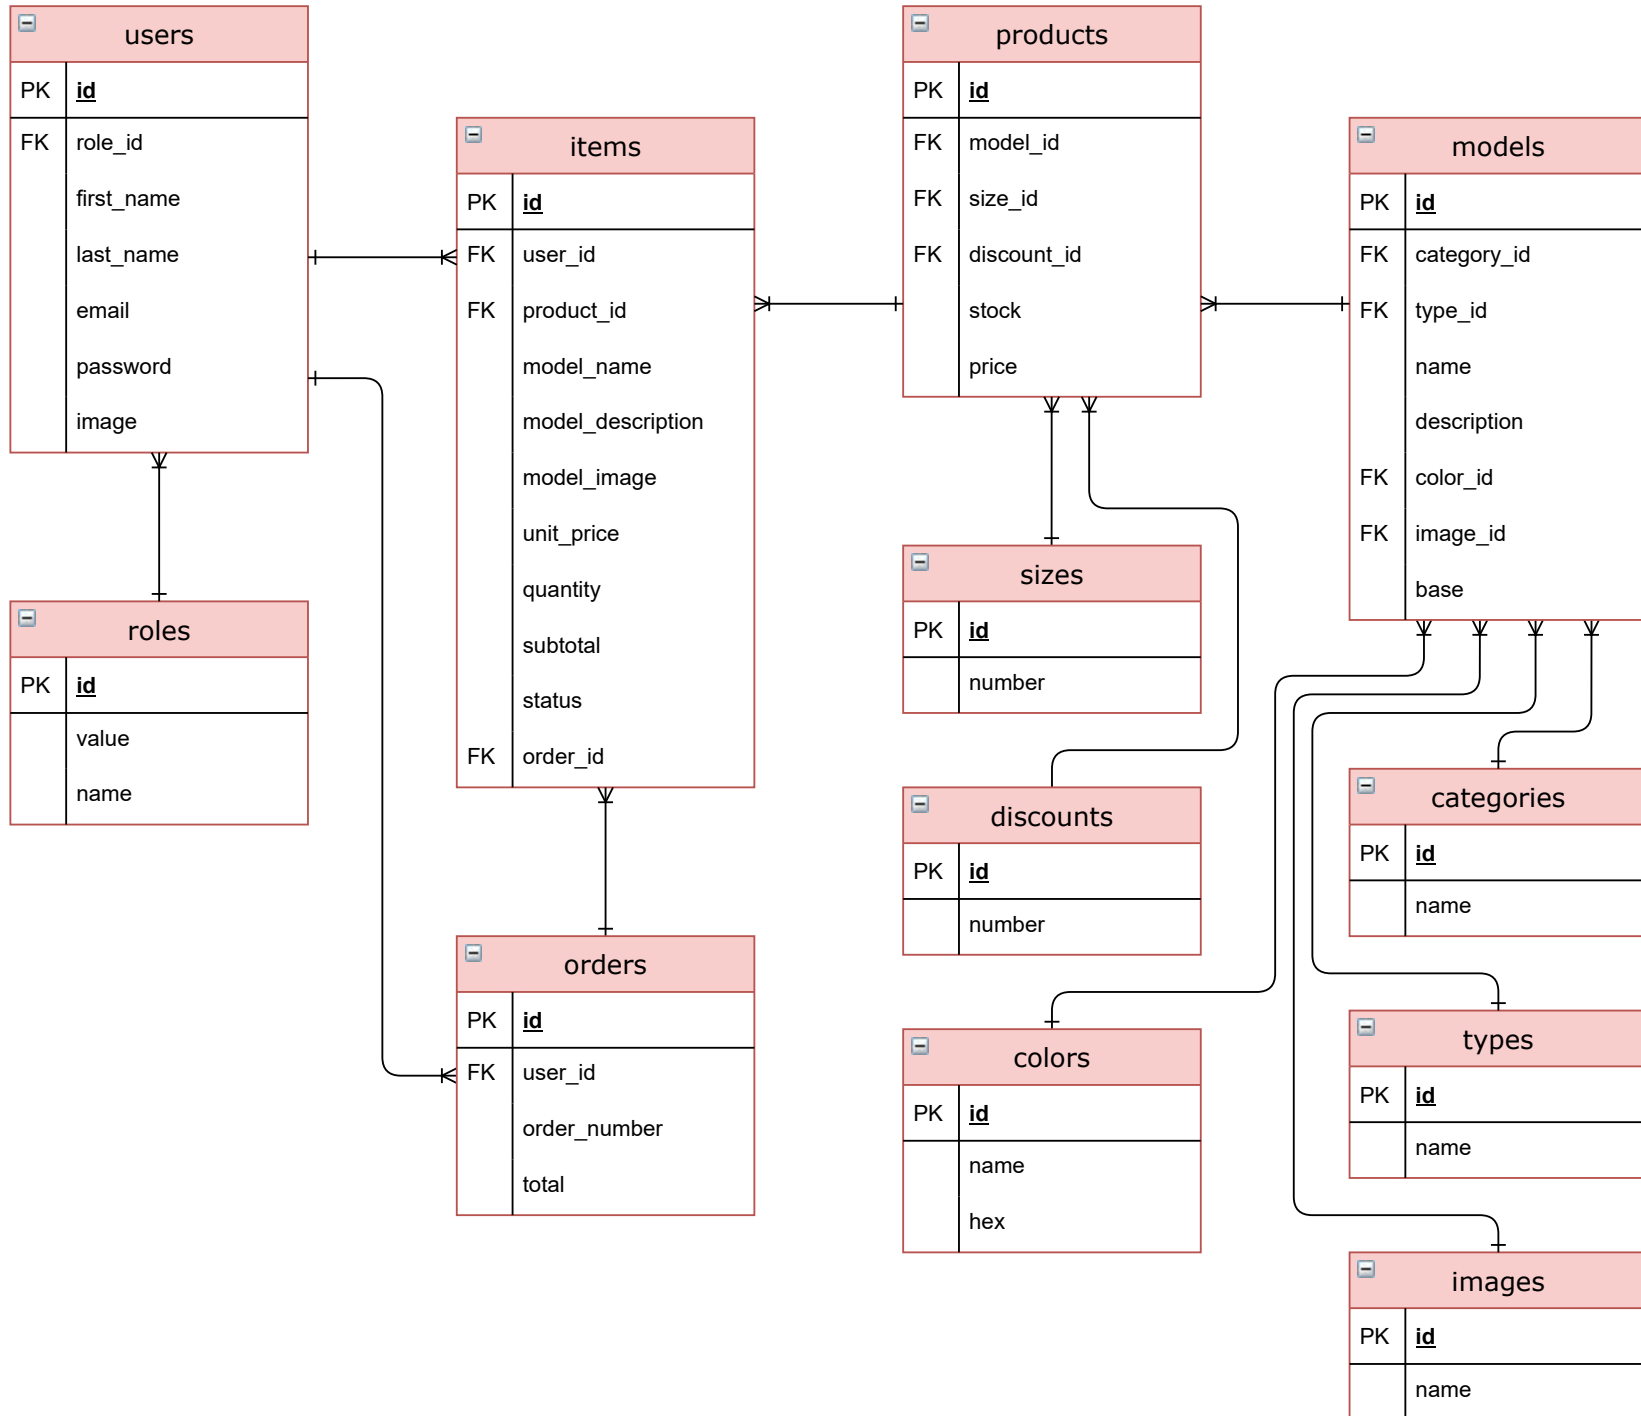 users
PK id
FK role_id
first_name
last_name
email
password
image
roles
PK id
value
name
items
PK id
FK user_id
FK product_id
model_name
model_description
model_image
unit_price
quantity
subtotal
status
FK order_id
orders
PK id
FK user_id
order_number
total
products
PK id
FK model_id
FK size_id
FK discount_id
stock
price
sizes
PK id
number
discounts
PK id
number
colors
PK id
name
hex
models
PK id
FK category_id
FK type_id
name
description
FK color_id
FK image_id
base
categories
PK id
name
types
PK id
name
images
PK id
name